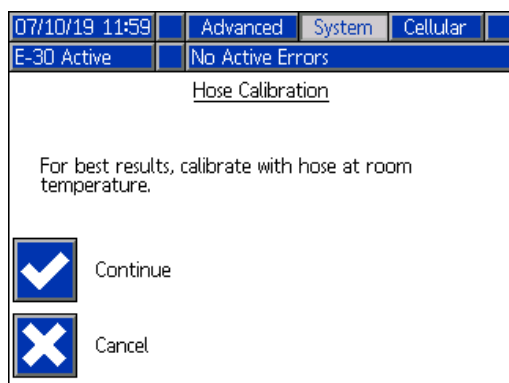 07/10/19 11:59 Advanced System Cellular
E-30 Active No Active Errors
Hose Calibration
For best results, calibrate with hose at room
temperature.
Continue
Cancel